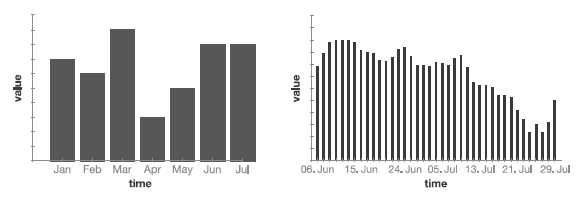 value
Jan Feb Mar Apr May Jun Jul
time
value
06. Jun 15. Jun 24. Jun 05. Jul 13. Jul 21. Jul 29. Jul
time